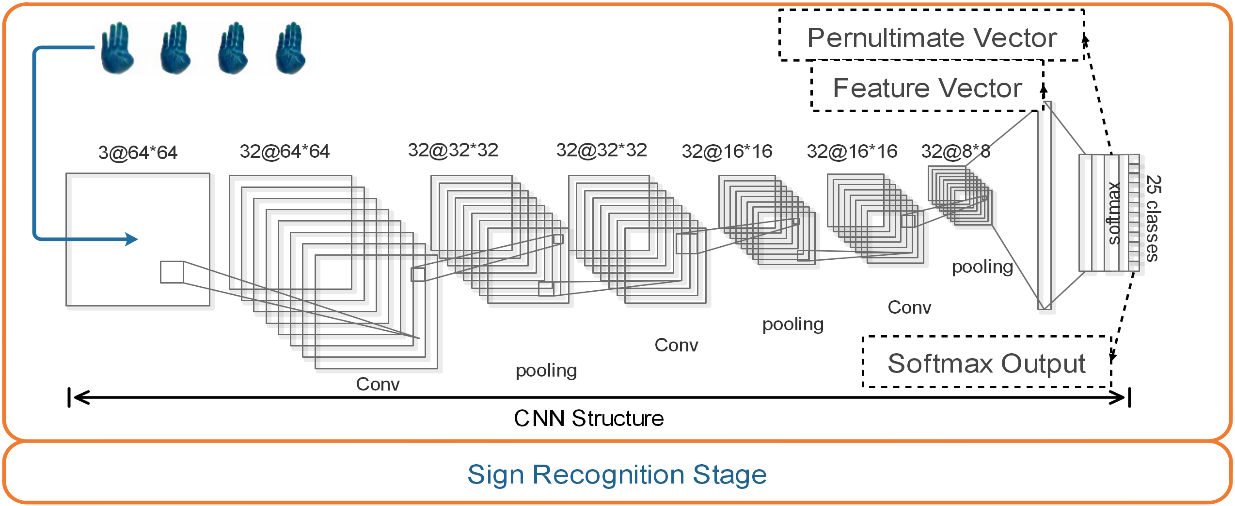 Pernultimate Vector
Feature Vector
3@64*64
32@64*64
32@32*32
32@32*32
32@16*16
32@16*16
32@8*8
softmax
25 classes
pooling
Conv
pooling
Conv
pooling
Conv
Softmax Output
CNN Structure
Sign Recognition Stage